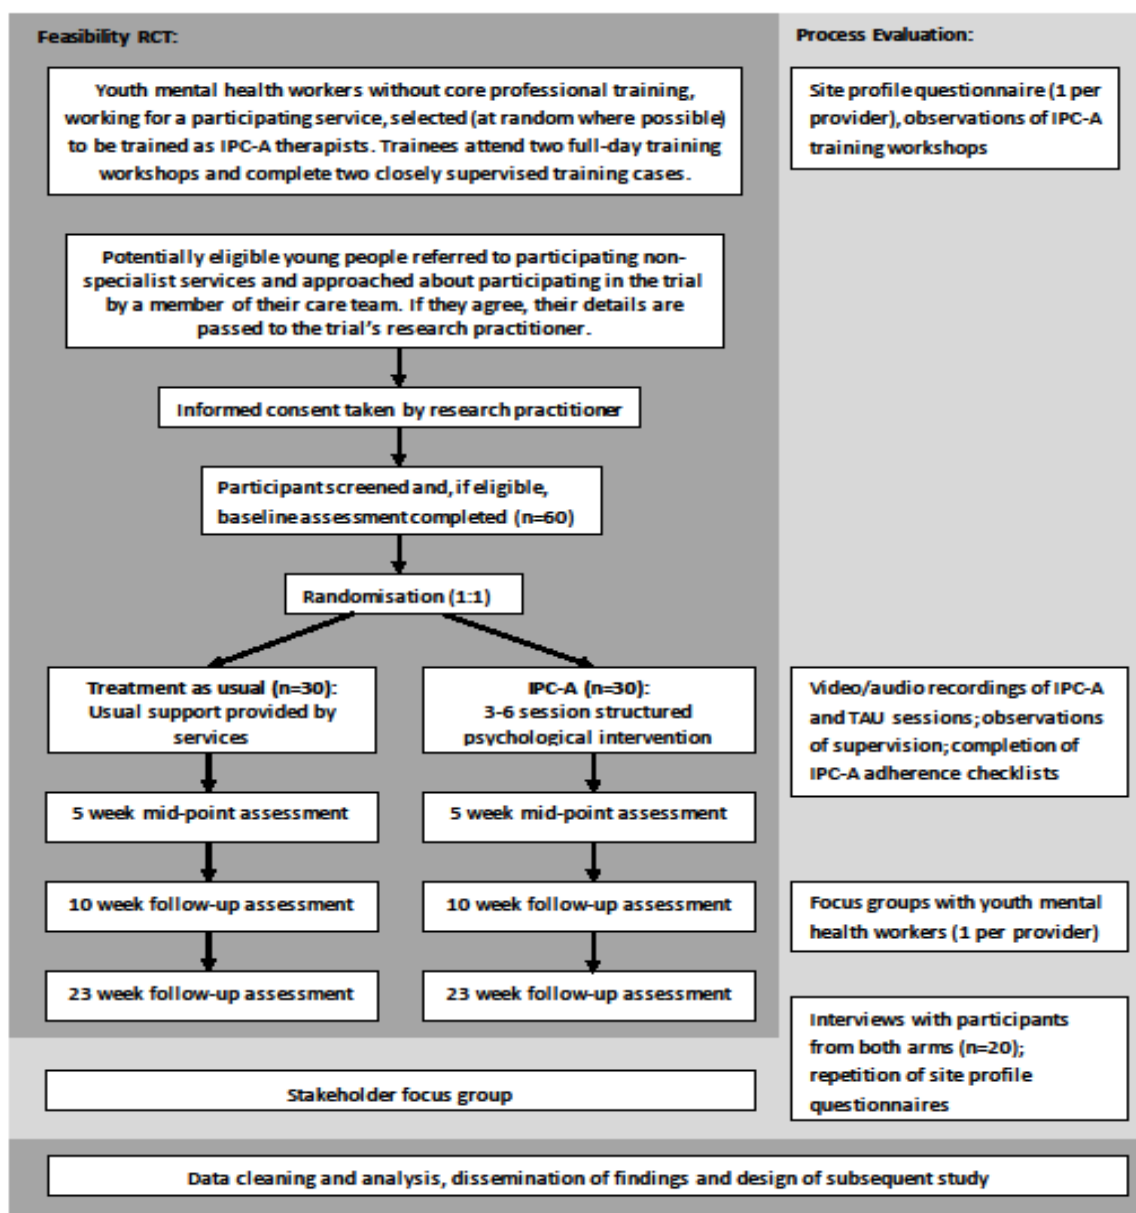 Feasibility RCT:
Youth mental health workers without core professional training,
working for a participating service, selected (at random where possible)
to be trained as IPC-A therapists. Trainees attend two full-day training
workshops and complete two closely supervised training cases.
Potentially eligible young people referred to participating non-
specialist services and approached about participating in the trial
by a member of their care team. If they agree, their details are
passed to the trial's research practitioner.
Informed consent taken by research practitioner
Participant screened and, if eligible,
baseline assessment completed (n=60)
Randomisation (1:1)
Treatment as usual (n=30):
Usual support provided by
services
IPC-A (n=30):
3-6 session structured
psychological intervention
5 week mid-point assessment
5 week mid-point assessment
10 week follow-up assessment
10 week follow-up assessment
23 week follow-up assessment
23 week follow-up assessment
Process Evaluation:
Site profile questionnaire (1 per
provider), observations of IPC-A
training workshops
Video/audio recordings of IPC-A
and TAU sessions; observations
of supervision; completion of
IPC-A adherence checklists
Focus groups with youth mental
health workers (1 per provider)
Interviews with participants
from both arms (n=20);
repetition of site profile
questionnaires
Stakeholder focus group
Data cleaning and analysis, dissemination of findings and design of subsequent study